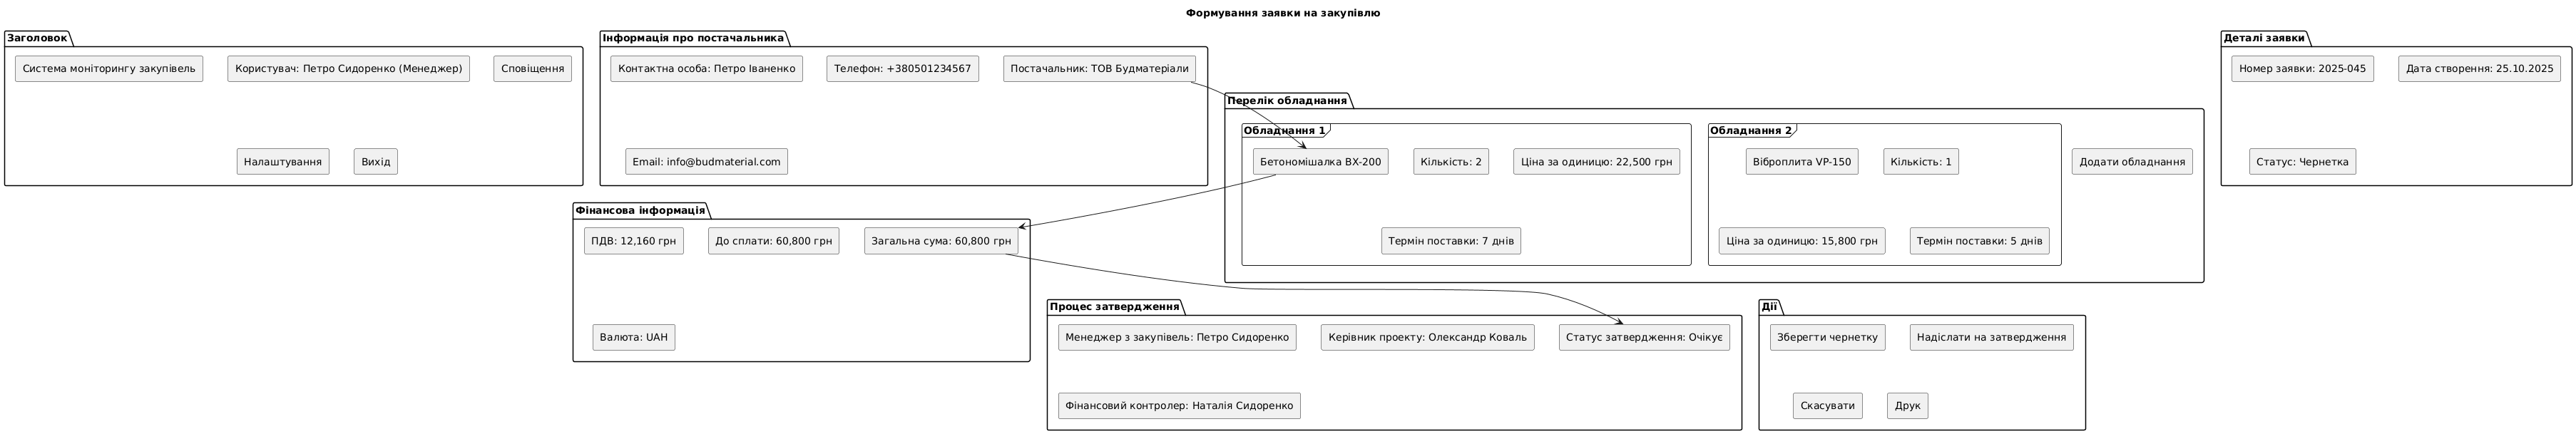 Формування заявки на закупівлю
Заголовок
Система моніторингу закупівель
Користувач: Петро Сидоренко (Менеджер)
Сповіщення
Налаштування
Вихід
Інформація про постачальника
Контактна особа: Петро Іваненко
Телефон: +380501234567
Постачальник: ТОВ Будматеріали
Email: info@budmaterial.com
Перелік обладнання
Обладнання 1
Бетономішалка BX-200
Кількість: 2
Ціна за одиницю: 22,500 грн
Термін поставки: 7 днів
Обладнання 2
Віброплита VP-150
Кількість: 1
Ціна за одиницю: 15,800 грн
Термін поставки: 5 днів
Додати обладнання
Деталі заявки
Номер заявки: 2025-045
Дата створення: 25.10.2025
Статус: Чернетка
Фінансова інформація
ПДВ: 12,160 грн
До сплати: 60,800 грн
Загальна сума: 60,800 грн
Валюта: UAH
Процес затвердження
Менеджер з закупівель: Петро Сидоренко
Керівник проекту: Олександр Коваль
Статус затвердження: Очікує
Фінансовий контролер: Наталія Сидоренко
Дії
Зберегти чернетку
Надіслати на затвердження
Скасувати
Друк